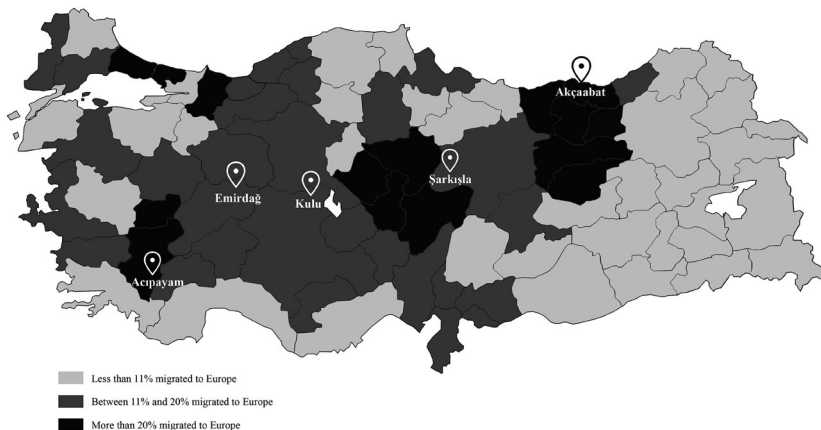 Akçaabat
Şarkışla
Emirdağ
Kulu
Acıpayam
Less than 11% migrated to Europe
Between 11% and 20% migrated to Europe
More than 20% migrated to Europe